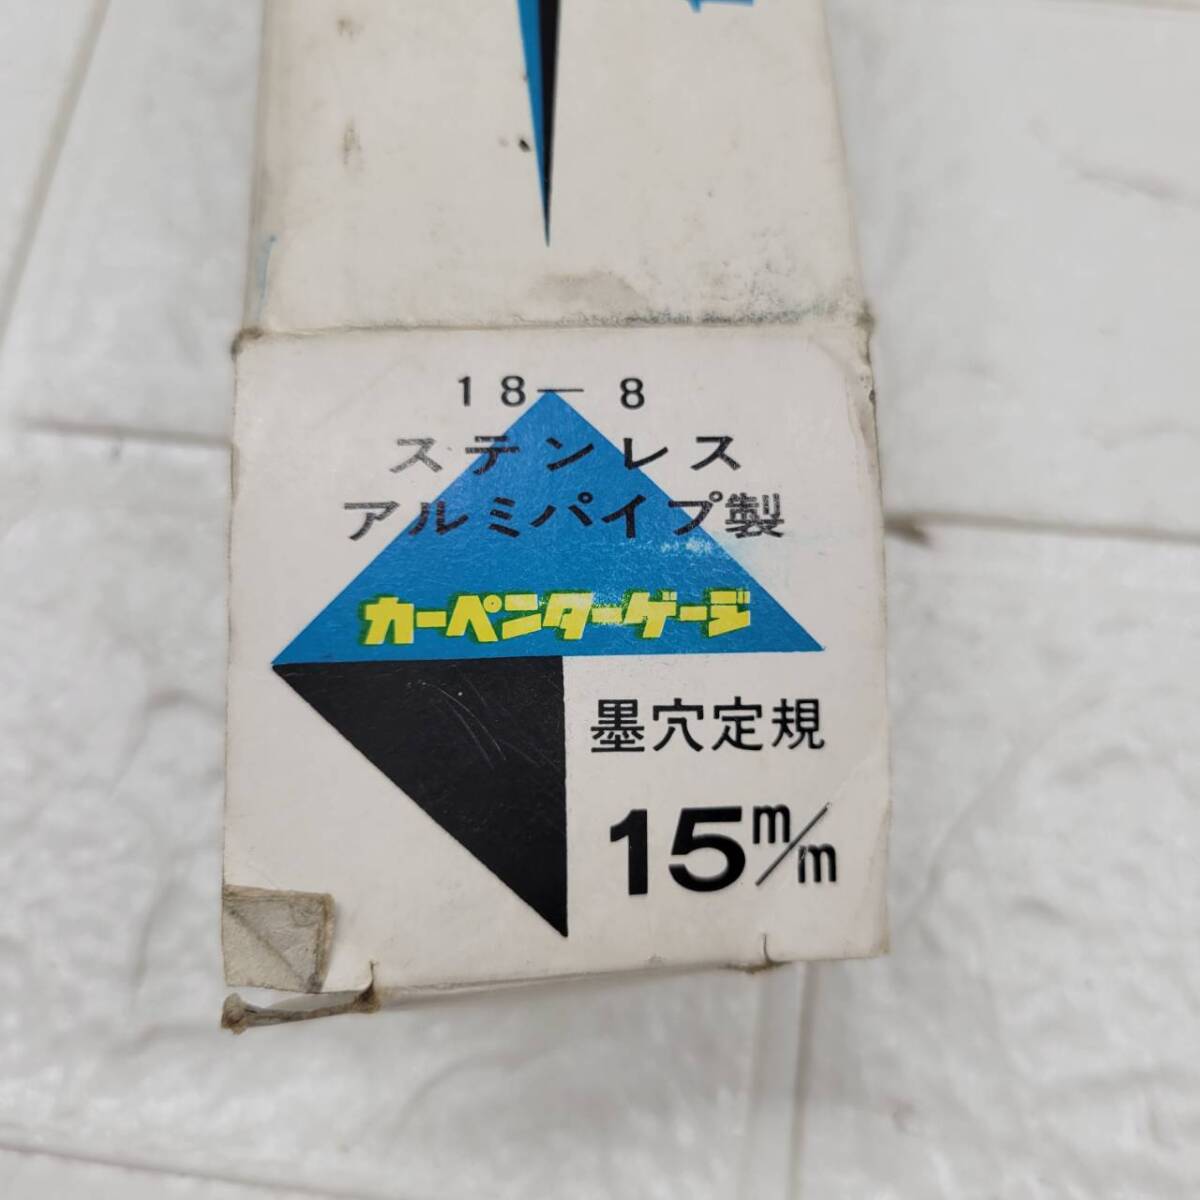 18-8
ステンレス
アルミパイプ製
カーペンターゲージ
墨穴定規
15m/m